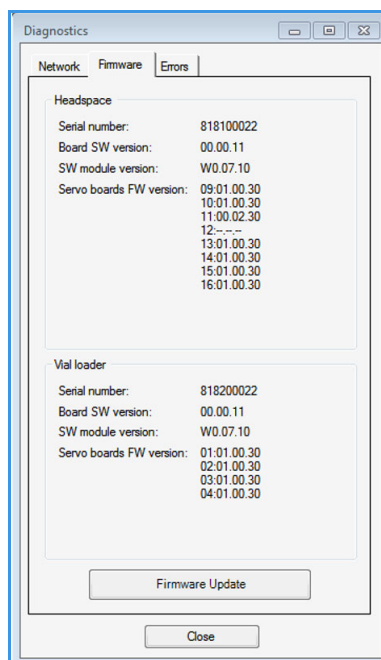 Diagnostics
Network Firmware Errors
Headspace
Serial number: 818100022
Board SW version: 00.00.11
SW module version: W0.07.10
Servo boards FW version: 09:01.00.30
10:01.00.30
11:00.02.30
12:--.--.--
13:01.00.30
14:01.00.30
15:01.00.30
16:01.00.30
Vial loader
Serial number: 818200022
Board SW version: 00.00.11
SW module version: W0.07.10
Servo boards FW version: 01:01.00.30
02:01.00.30
03:01.00.30
04:01.00.30
Firmware Update
Close